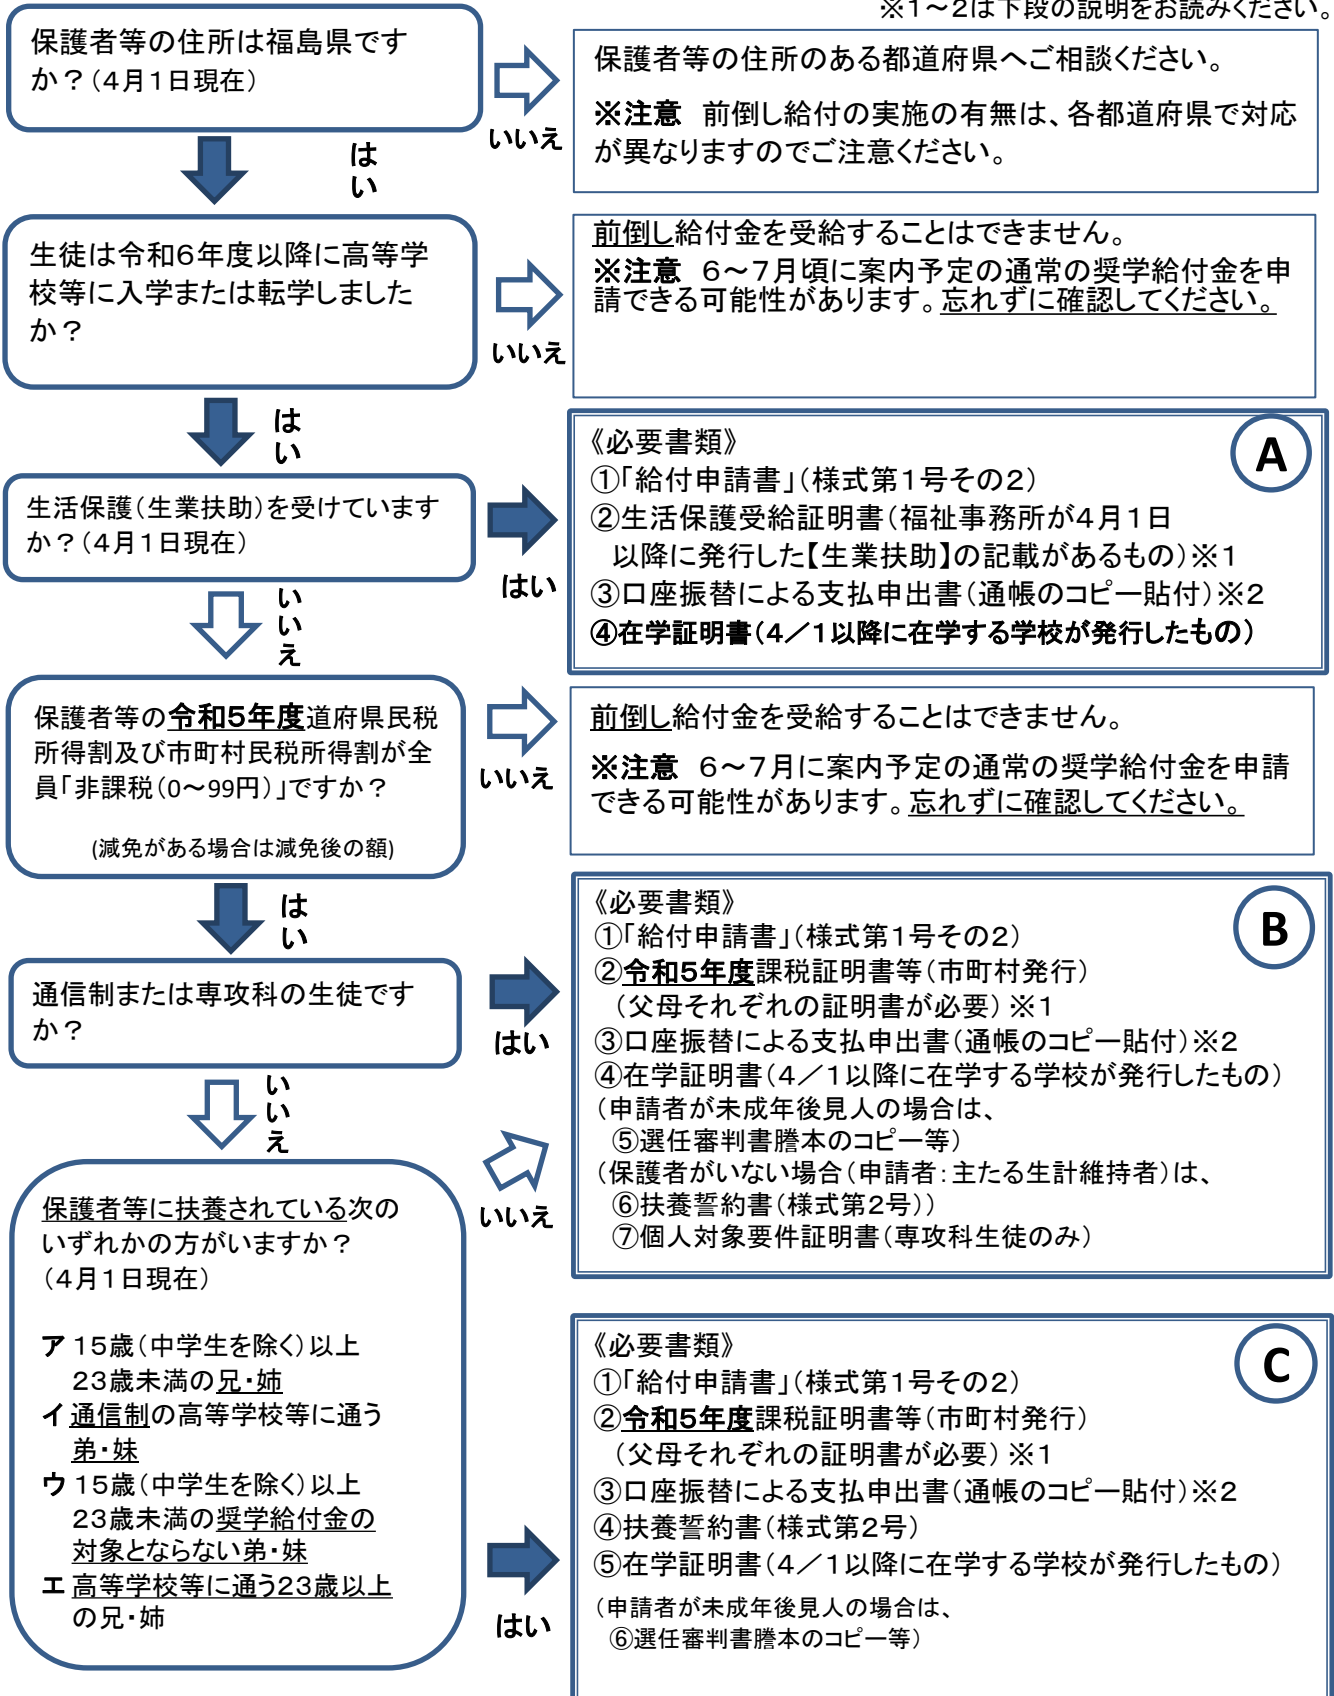 ※１～２は下段の説明をお読みください。
保護者等の住所は福島県です
か？（４月１日現在）
いいえ
保護者等の住所のある都道府県へご相談ください。
※注意　前倒し給付の実施の有無は、各都道府県で対応
が異なりますのでご注意ください。
はい
生徒は令和６年度以降に高等学
校等に入学または転学しました
か？
いいえ
前倒し給付金を受給することはできません。
※注意　６～７月頃に案内予定の通常の奨学給付金を申
請できる可能性があります。忘れずに確認してください。
はい
生活保護（生業扶助）を受けています
か？（４月１日現在）
はい
A
《必要書類》
①「給付申請書」（様式第１号その２）
②生活保護受給証明書（福祉事務所が４月１日
以降に発行した【生業扶助】の記載があるもの）※１
③口座振替による支払申出書（通帳のコピー貼付）※２
④在学証明書（４／１以降に在学する学校が発行したもの）
いいえ
保護者等の令和５年度道府県民税
所得割及び市町村民税所得割が全
員「非課税（0～99円）」ですか？
(減免がある場合は減免後の額)
いいえ
前倒し給付金を受給することはできません。
※注意　６～７月に案内予定の通常の奨学給付金を申請
できる可能性があります。忘れずに確認してください。
はい
通信制または専攻科の生徒です
か？
はい
B
《必要書類》
①「給付申請書」（様式第１号その２）
②令和５年度課税証明書等（市町村発行）
（父母それぞれの証明書が必要）※１
③口座振替による支払申出書（通帳のコピー貼付）※２
④在学証明書（４／１以降に在学する学校が発行したもの）
（申請者が未成年後見人の場合は、
⑤選任審判書謄本のコピー等）
（保護者がいない場合（申請者：主たる生計維持者）は、
⑥扶養誓約書（様式第２号））
⑦個人対象要件証明書（専攻科生徒のみ）
いいえ
保護者等に扶養されている次の
いずれかの方がいますか？
（４月１日現在）
ア １５歳（中学生を除く）以上
２３歳未満の兄・姉
イ 通信制の高等学校等に通う
弟・妹
ウ １５歳（中学生を除く）以上
２３歳未満の奨学給付金の
対象とならない弟・妹
エ 高等学校等に通う２３歳以上
の兄・姉
いいえ
はい
C
《必要書類》
①「給付申請書」（様式第１号その２）
②令和５年度課税証明書等（市町村発行）
（父母それぞれの証明書が必要）※１
③口座振替による支払申出書（通帳のコピー貼付）※２
④扶養誓約書（様式第２号）
⑤在学証明書（４／１以降に在学する学校が発行したもの）
（申請者が未成年後見人の場合は、
⑥選任審判書謄本のコピー等）